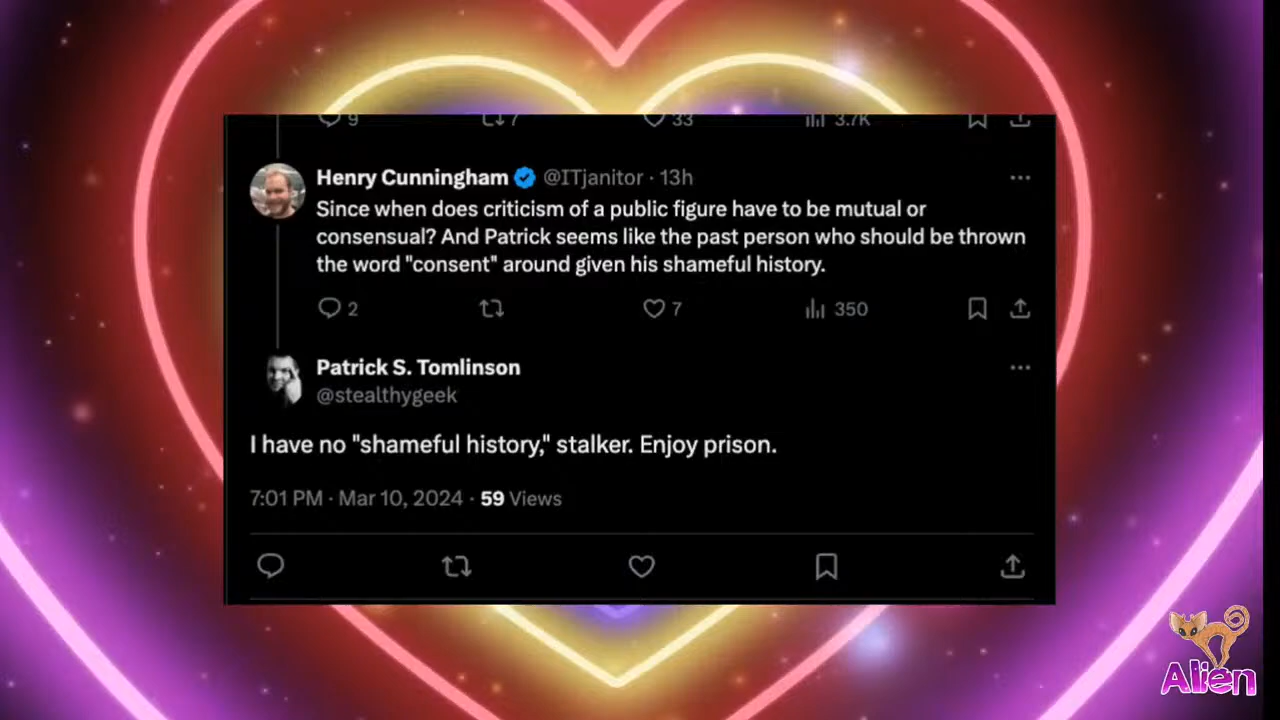 9 7 33 3.7K
Henry Cunningham @ITjanitor · 13h
Since when does criticism of a public figure have to be mutual or
consensual? And Patrick seems like the past person who should be thrown
the word "consent" around given his shameful history.
2 7 350
Patrick S. Tomlinson
@stealthygeek
I have no "shameful history," stalker. Enjoy prison.
7:01 PM · Mar 10, 2024 · 59 Views
Alien